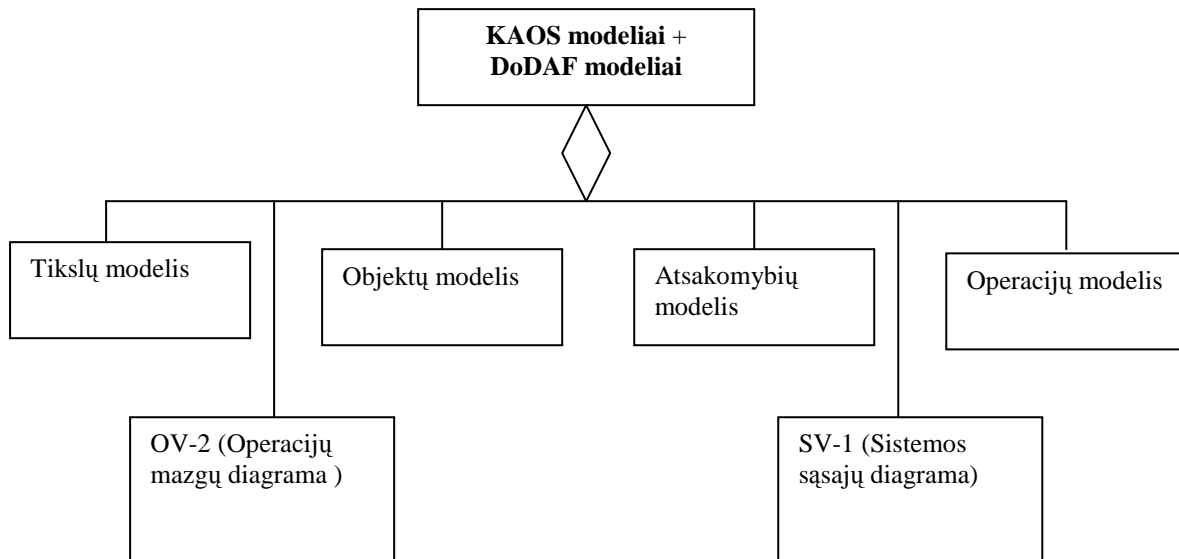 KAOS modeliai +
DoDAF modeliai
Tikslų modelis
Objektų modelis
Atsakomybių
modelis
Operacijų modelis
OV-2 (Operacijų
mazgų diagrama )
SV-1 (Sistemos
sąsajų diagrama)